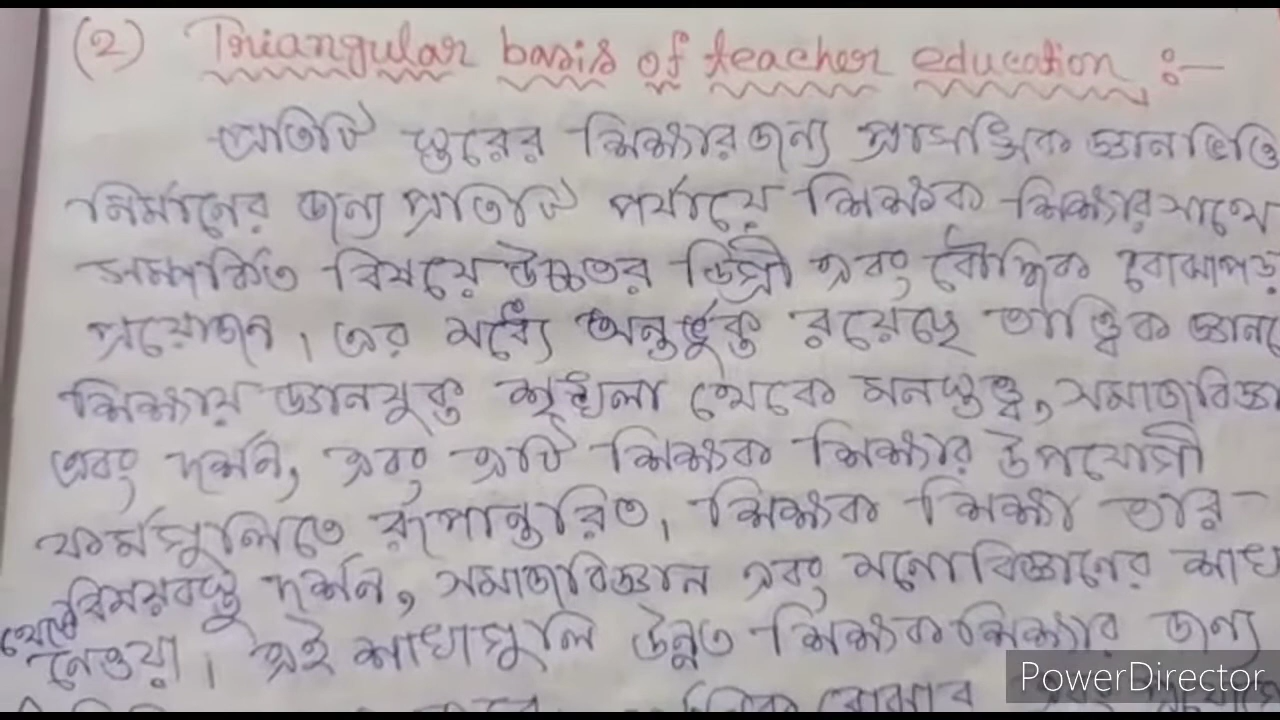 (2) Triangular basis of teacher education :—
প্রতিটি স্তরের শিক্ষার জন্য প্রাসঙ্গিক জ্ঞানভিত্তি
নির্মানের জন্য প্রতিটি পর্যায়ে শিক্ষক শিক্ষার সাথে
সম্পর্কিত বিষয়ে উচ্চতর ডিগ্রী এবং বৌদ্ধিক বোঝাপড়
প্রয়োজন। এর মধ্যে অন্তর্ভুক্ত রয়েছে তাত্ত্বিক জ্ঞান
শিক্ষায় জ্ঞানযুক্ত শৃঙ্খলা থেকে মনস্তত্ত্ব, সমাজবিজ্ঞা
এবং দর্শন, এবং এটি শিক্ষক শিক্ষার উপযোগী
ফর্মগুলিতে রূপান্তরিত। শিক্ষক শিক্ষা তার
বিষয়বস্তু দর্শন, সমাজবিজ্ঞান এবং মনোবিজ্ঞানের শাখ
থেকে নেওয়া। এই শাখাগুলি উন্নত শিক্ষক শিক্ষার জন্য
PowerDirector